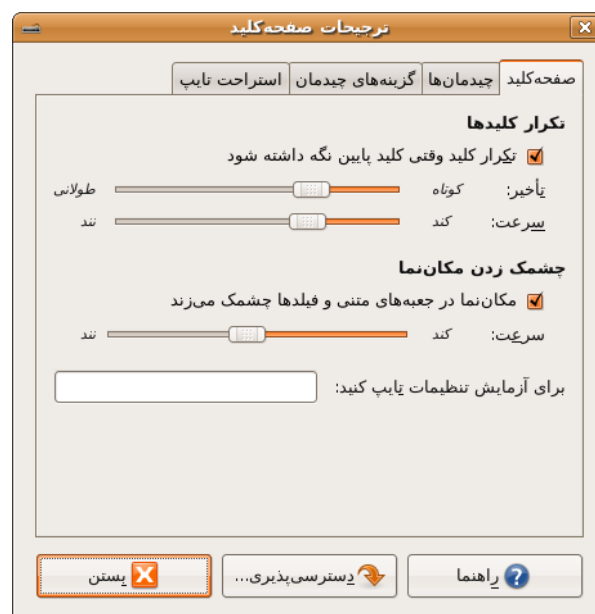 ترجیحات صفحه‌کلید
صفحه‌کلید چیدمان‌ها گزینه‌های چیدمان استراحت تایپ
تکرار کلیدها
تکرار کلید وقتی کلید پایین نگه داشته شود
تأخیر: کوتاه طولانی
سرعت: کند تند
چشمک زدن مکان‌نما
مکان‌نما در جعبه‌های متنی و فیلدها چشمک می‌زند
سرعت: کند تند
برای آزمایش تنظیمات تایپ کنید:
راهنما دسترسی‌پذیری... بستن